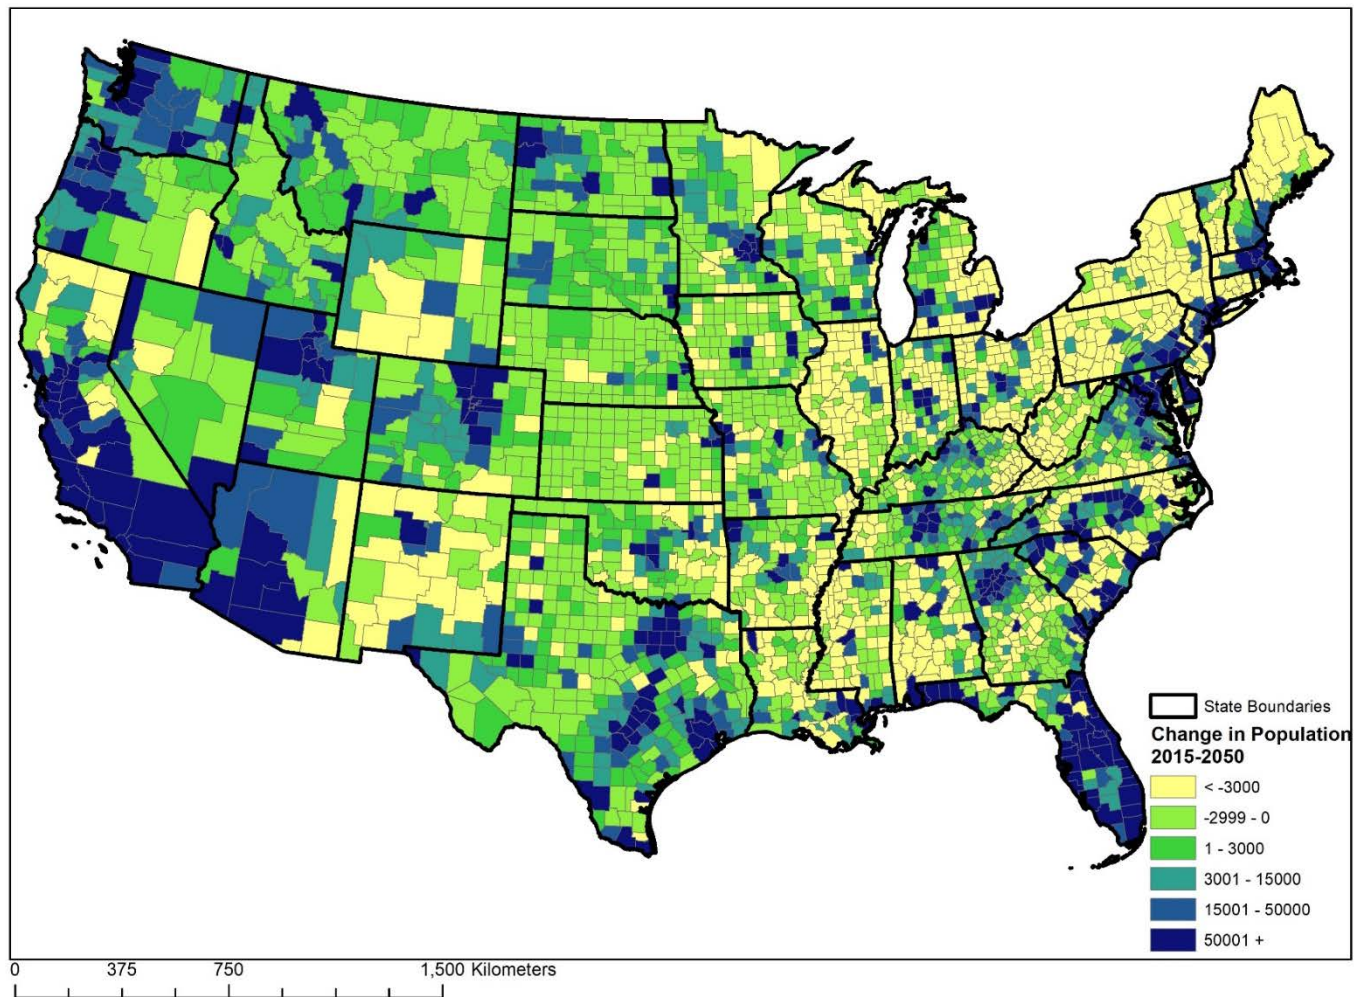 State Boundaries
Change in Population
2015-2050
< -3000
-2999 - 0
1 - 3000
3001 - 15000
15001 - 50000
50001 +
0 375 750 1,500 Kilometers